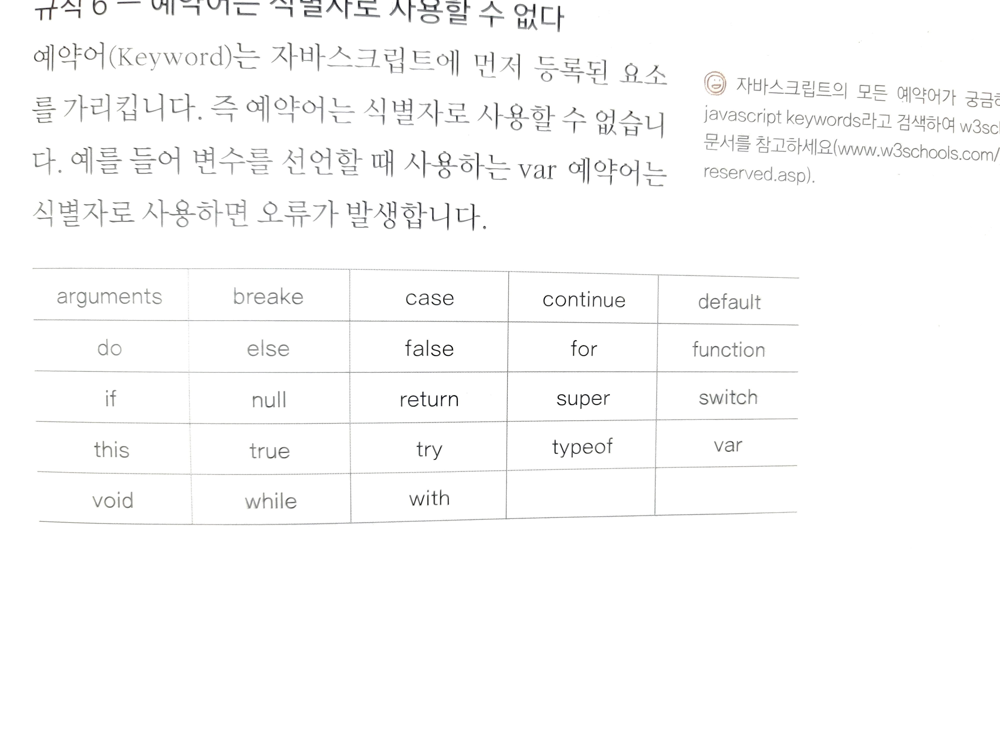 규칙 6 — 예약어는 식별자로 사용할 수 없다
예약어(Keyword)는 자바스크립트에 먼저 등록된 요소
를 가리킵니다. 즉 예약어는 식별자로 사용할 수 없습니
다. 예를 들어 변수를 선언할 때 사용하는 var 예약어는
식별자로 사용하면 오류가 발생합니다.
자바스크립트의 모든 예약어가
javascript keywords라고 검색하여
문서를 참고하세요(www.w3schools.com/
reserved.asp).
arguments breake case continue default
do else false for function
if null return super switch
this true try typeof var
void while with